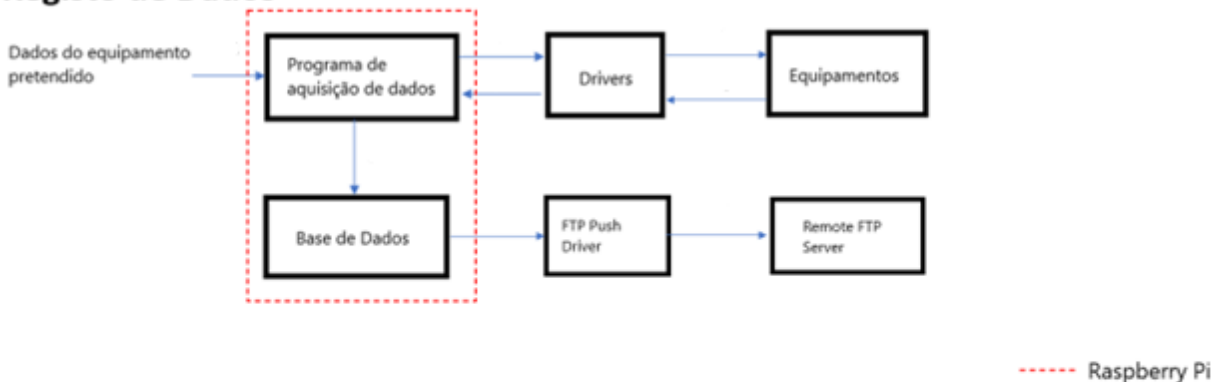 Dados do equipamento
pretendido
Programa de
aquisição de dados
Drivers
Equipamentos
Base de Dados
FTP Push
Driver
Remote FTP
Server
Raspberry Pi